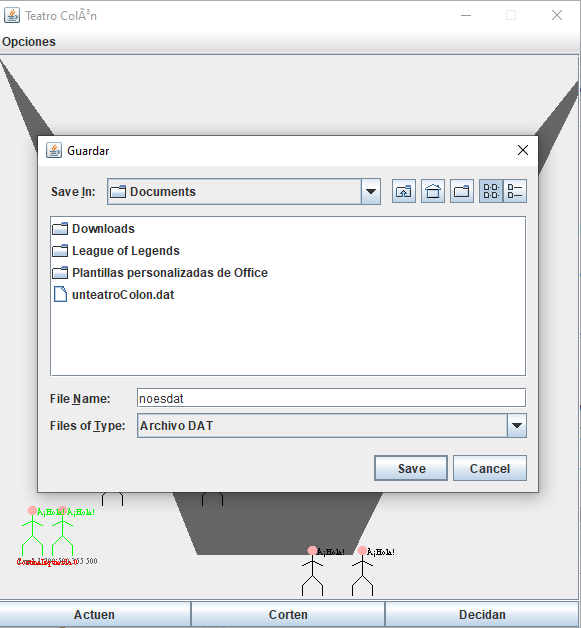 Teatro ColÃ³n
Opciones
Guardar
Save In:
Documents
Downloads
League of Legends
Plantillas personalizadas de Office
unteatroColon.dat
File Name:
noesdat
Files of Type:
Archivo DAT
Save
Cancel
Â¡Hola!
Â¡Hola!
Â¡Hola!
Â¡Hola!
Actuen
Corten
Decidan